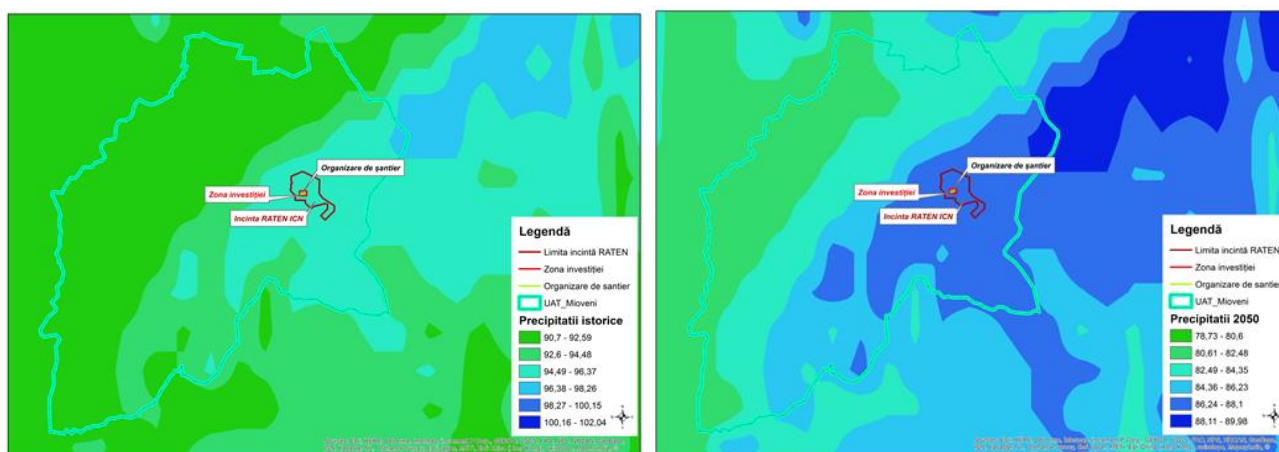 Organizare de șantier
Zona investiției
Incinta RATEN ICN
Legendă
Limita incintă RATEN
Zona investiției
Organizare de santier
UAT_Mioveni
Precipitatii istorice
90,7 - 92,59
92,6 - 94,48
94,49 - 96,37
96,38 - 98,26
98,27 - 100,15
100,16 - 102,04
Organizare de șantier
Zona investiției
Incinta RATEN ICN
Legendă
Limita incintă RATEN
Zona investiției
Organizare de santier
UAT_Mioveni
Precipitatii 2050
78,73 - 80,6
80,61 - 82,48
82,49 - 84,35
84,36 - 86,23
86,24 - 88,1
88,11 - 89,98